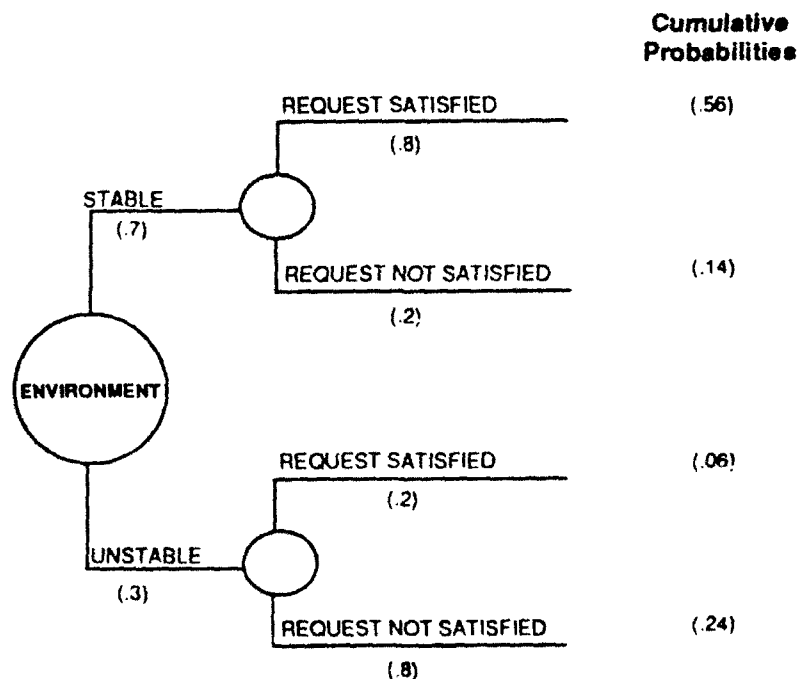 Cumulative
Probabilities
REQUEST SATISFIED
(.56)
(.8)
STABLE
(.7)
REQUEST NOT SATISFIED
(.14)
(.2)
ENVIRONMENT
REQUEST SATISFIED
(.06)
(.2)
UNSTABLE
(.3)
REQUEST NOT SATISFIED
(.24)
(.8)